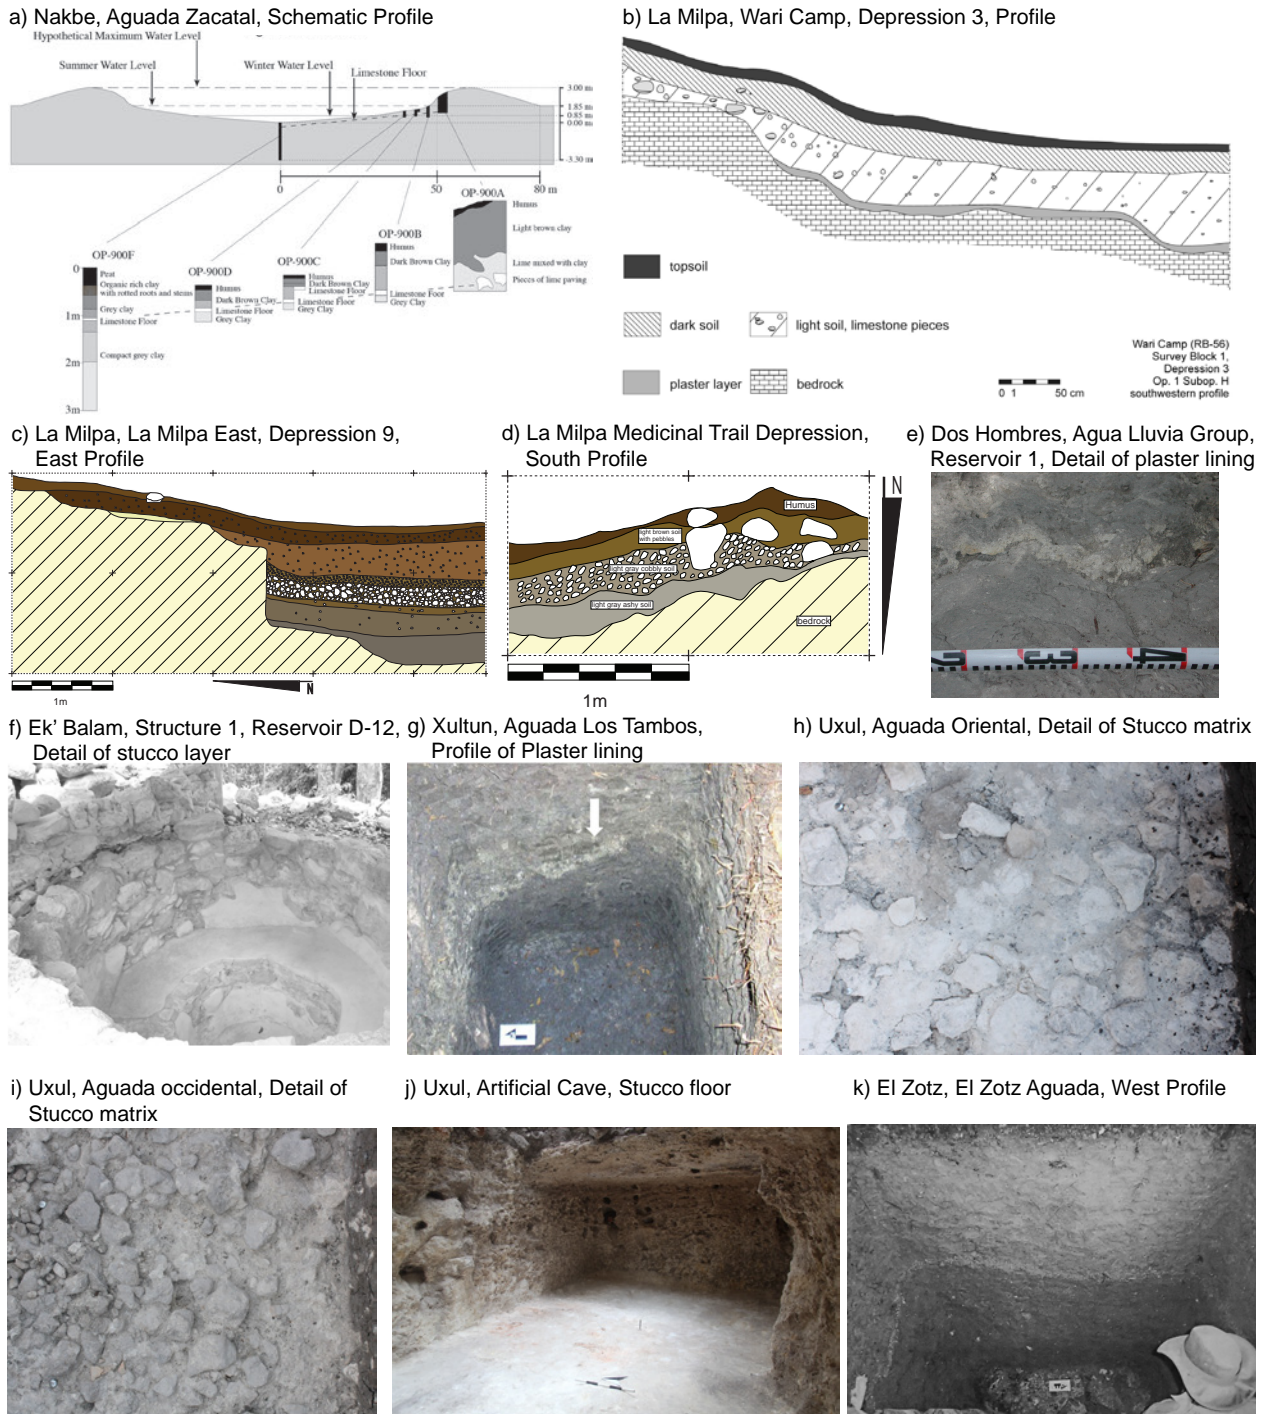 a) Nakbe, Aguada Zacatal, Schematic Profile
Hypothetical Maximum Water Level
Summer Water Level
Winter Water Level
Limestone Floor
3.00 m
1.85 m
0.85 m
0.00 m
-3.30 m
0
50
80 m
OP-900A
Humus
Light brown clay
Lime mixed with clay
Pieces of lime paving
OP-900B
Humus
Dark Brown Clay
Limestone Foor
Grey Clay
OP-900C
Humus
Dark Brown Clay
Limestone Floor
Limestone Floor
Grey Clay
OP-900D
Humus
Dark Brown Clay
Limestone Floor
Grey Clay
OP-900F
0
Peat
Organic rich clay
with rotted roots and stems
Grey clay
1m
Limestone Floor
Compact grey clay
2m
3m
b) La Milpa, Wari Camp, Depression 3, Profile
topsoil
dark soil
light soil, limestone pieces
plaster layer
bedrock
Wari Camp (RB-56)
Survey Block 1,
Depression 3
Op. 1 Subop. H
southwestern profile
0 1 50 cm
c) La Milpa, La Milpa East, Depression 9,
East Profile
1m
N
d) La Milpa Medicinal Trail Depression,
South Profile
Humus
light brown soil
with pebbles
light gray cobbly soil
light gray ashy soil
bedrock
1m
N
e) Dos Hombres, Agua Lluvia Group,
Reservoir 1, Detail of plaster lining
3
4
f) Ek' Balam, Structure 1, Reservoir D-12,
Detail of stucco layer
g) Xultun, Aguada Los Tambos,
Profile of Plaster lining
h) Uxul, Aguada Oriental, Detail of Stucco matrix
i) Uxul, Aguada occidental, Detail of
Stucco matrix
j) Uxul, Artificial Cave, Stucco floor
k) El Zotz, El Zotz Aguada, West Profile